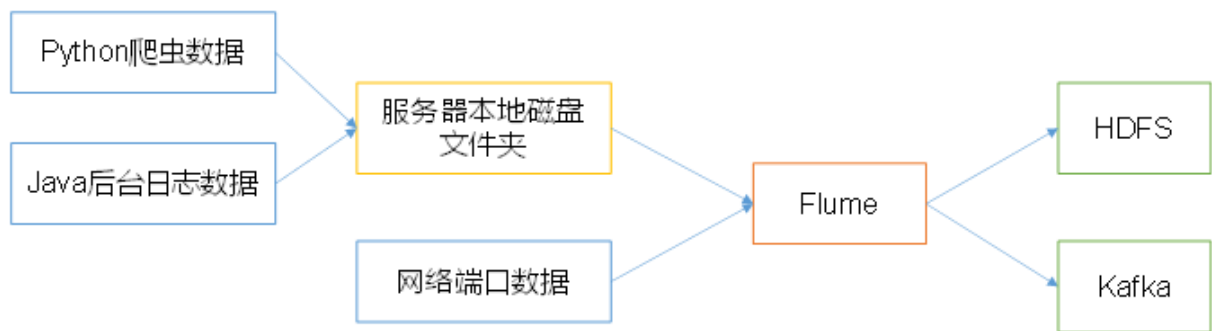 Python爬虫数据
Java后台日志数据
服务器本地磁盘
文件夹
网络端口数据
Flume
HDFS
Kafka